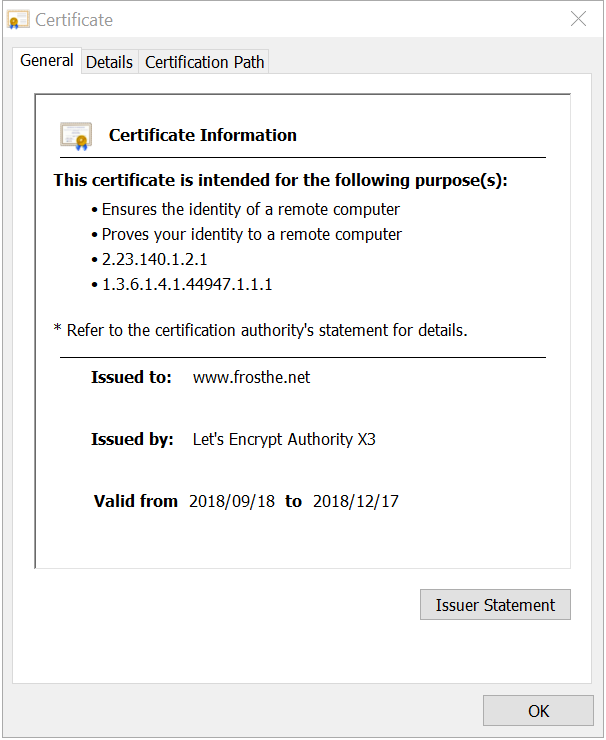 Certificate
General Details Certification Path
Certificate Information
This certificate is intended for the following purpose(s):
• Ensures the identity of a remote computer
• Proves your identity to a remote computer
• 2.23.140.1.2.1
• 1.3.6.1.4.1.44947.1.1.1
* Refer to the certification authority's statement for details.
Issued to: www.frosthe.net
Issued by: Let's Encrypt Authority X3
Valid from 2018/09/18 to 2018/12/17
Issuer Statement
OK